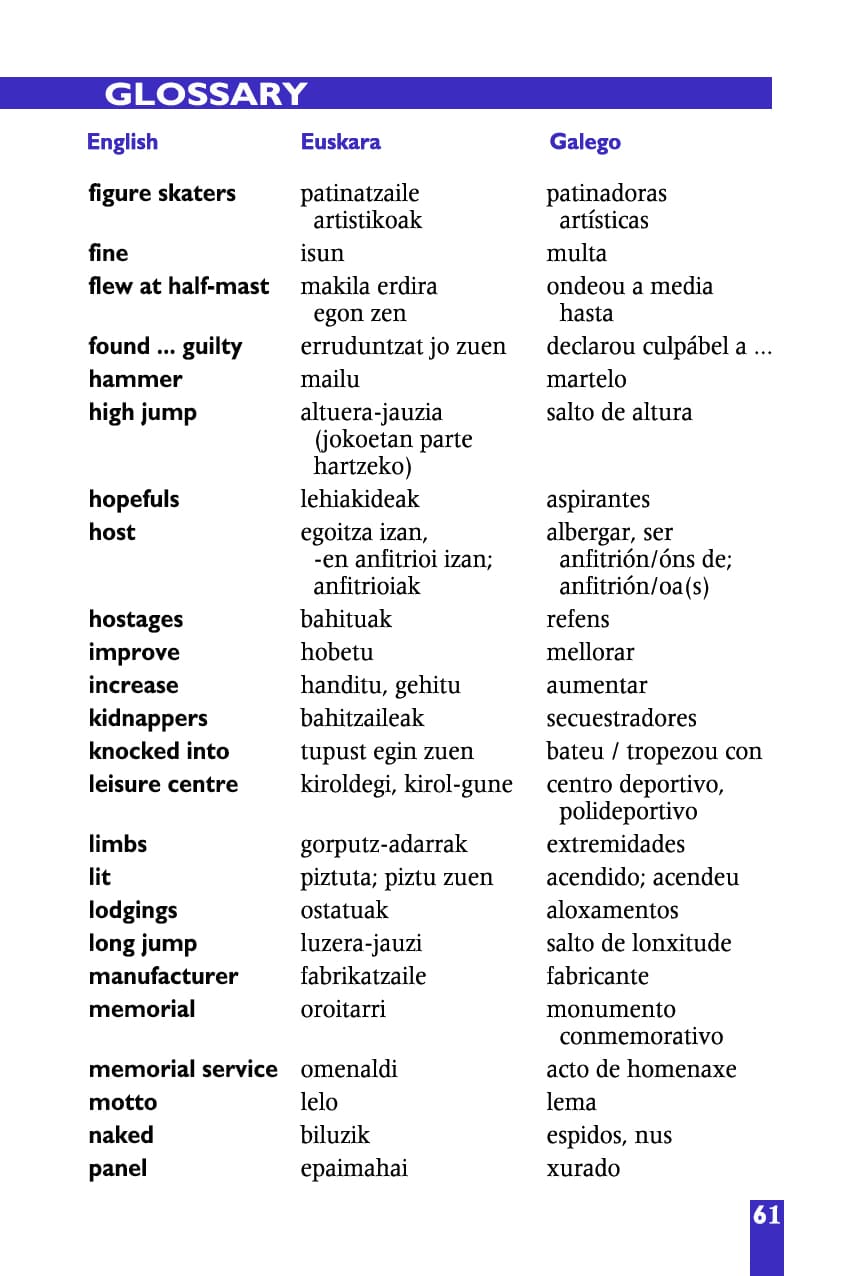 GLOSSARY
English Euskara Galego
figure skaters patinatzaile patinadoras
artistikoak artísticas
fine isun multa
flew at half-mast makila erdira ondeou a media
egon zen hasta
found ... guilty erruduntzat jo zuen declarou culpábel a ...
hammer mailu martelo
high jump altuera-jauzia salto de altura
(jokoetan parte
hartzeko)
hopefuls lehiakideak aspirantes
host egoitza izan, albergar, ser
-en anfitrioi izan; anfitrión/óns de;
anfitrioiak anfitrión/oa(s)
hostages bahituak refens
improve hobetu mellorar
increase handitu, gehitu aumentar
kidnappers bahitzaileak secuestradores
knocked into tupust egin zuen bateu / tropezou con
leisure centre kiroldegi, kirol-gune centro deportivo,
polideportivo
limbs gorputz-adarrak extremidades
lit piztuta; piztu zuen acendido; acendeu
lodgings ostatuak aloxamentos
long jump luzera-jauzi salto de lonxitude
manufacturer fabrikatzaile fabricante
memorial oroitarri monumento
conmemorativo
memorial service omenaldi acto de homenaxe
motto lelo lema
naked biluzik espidos, nus
panel epaimahai xurado
61